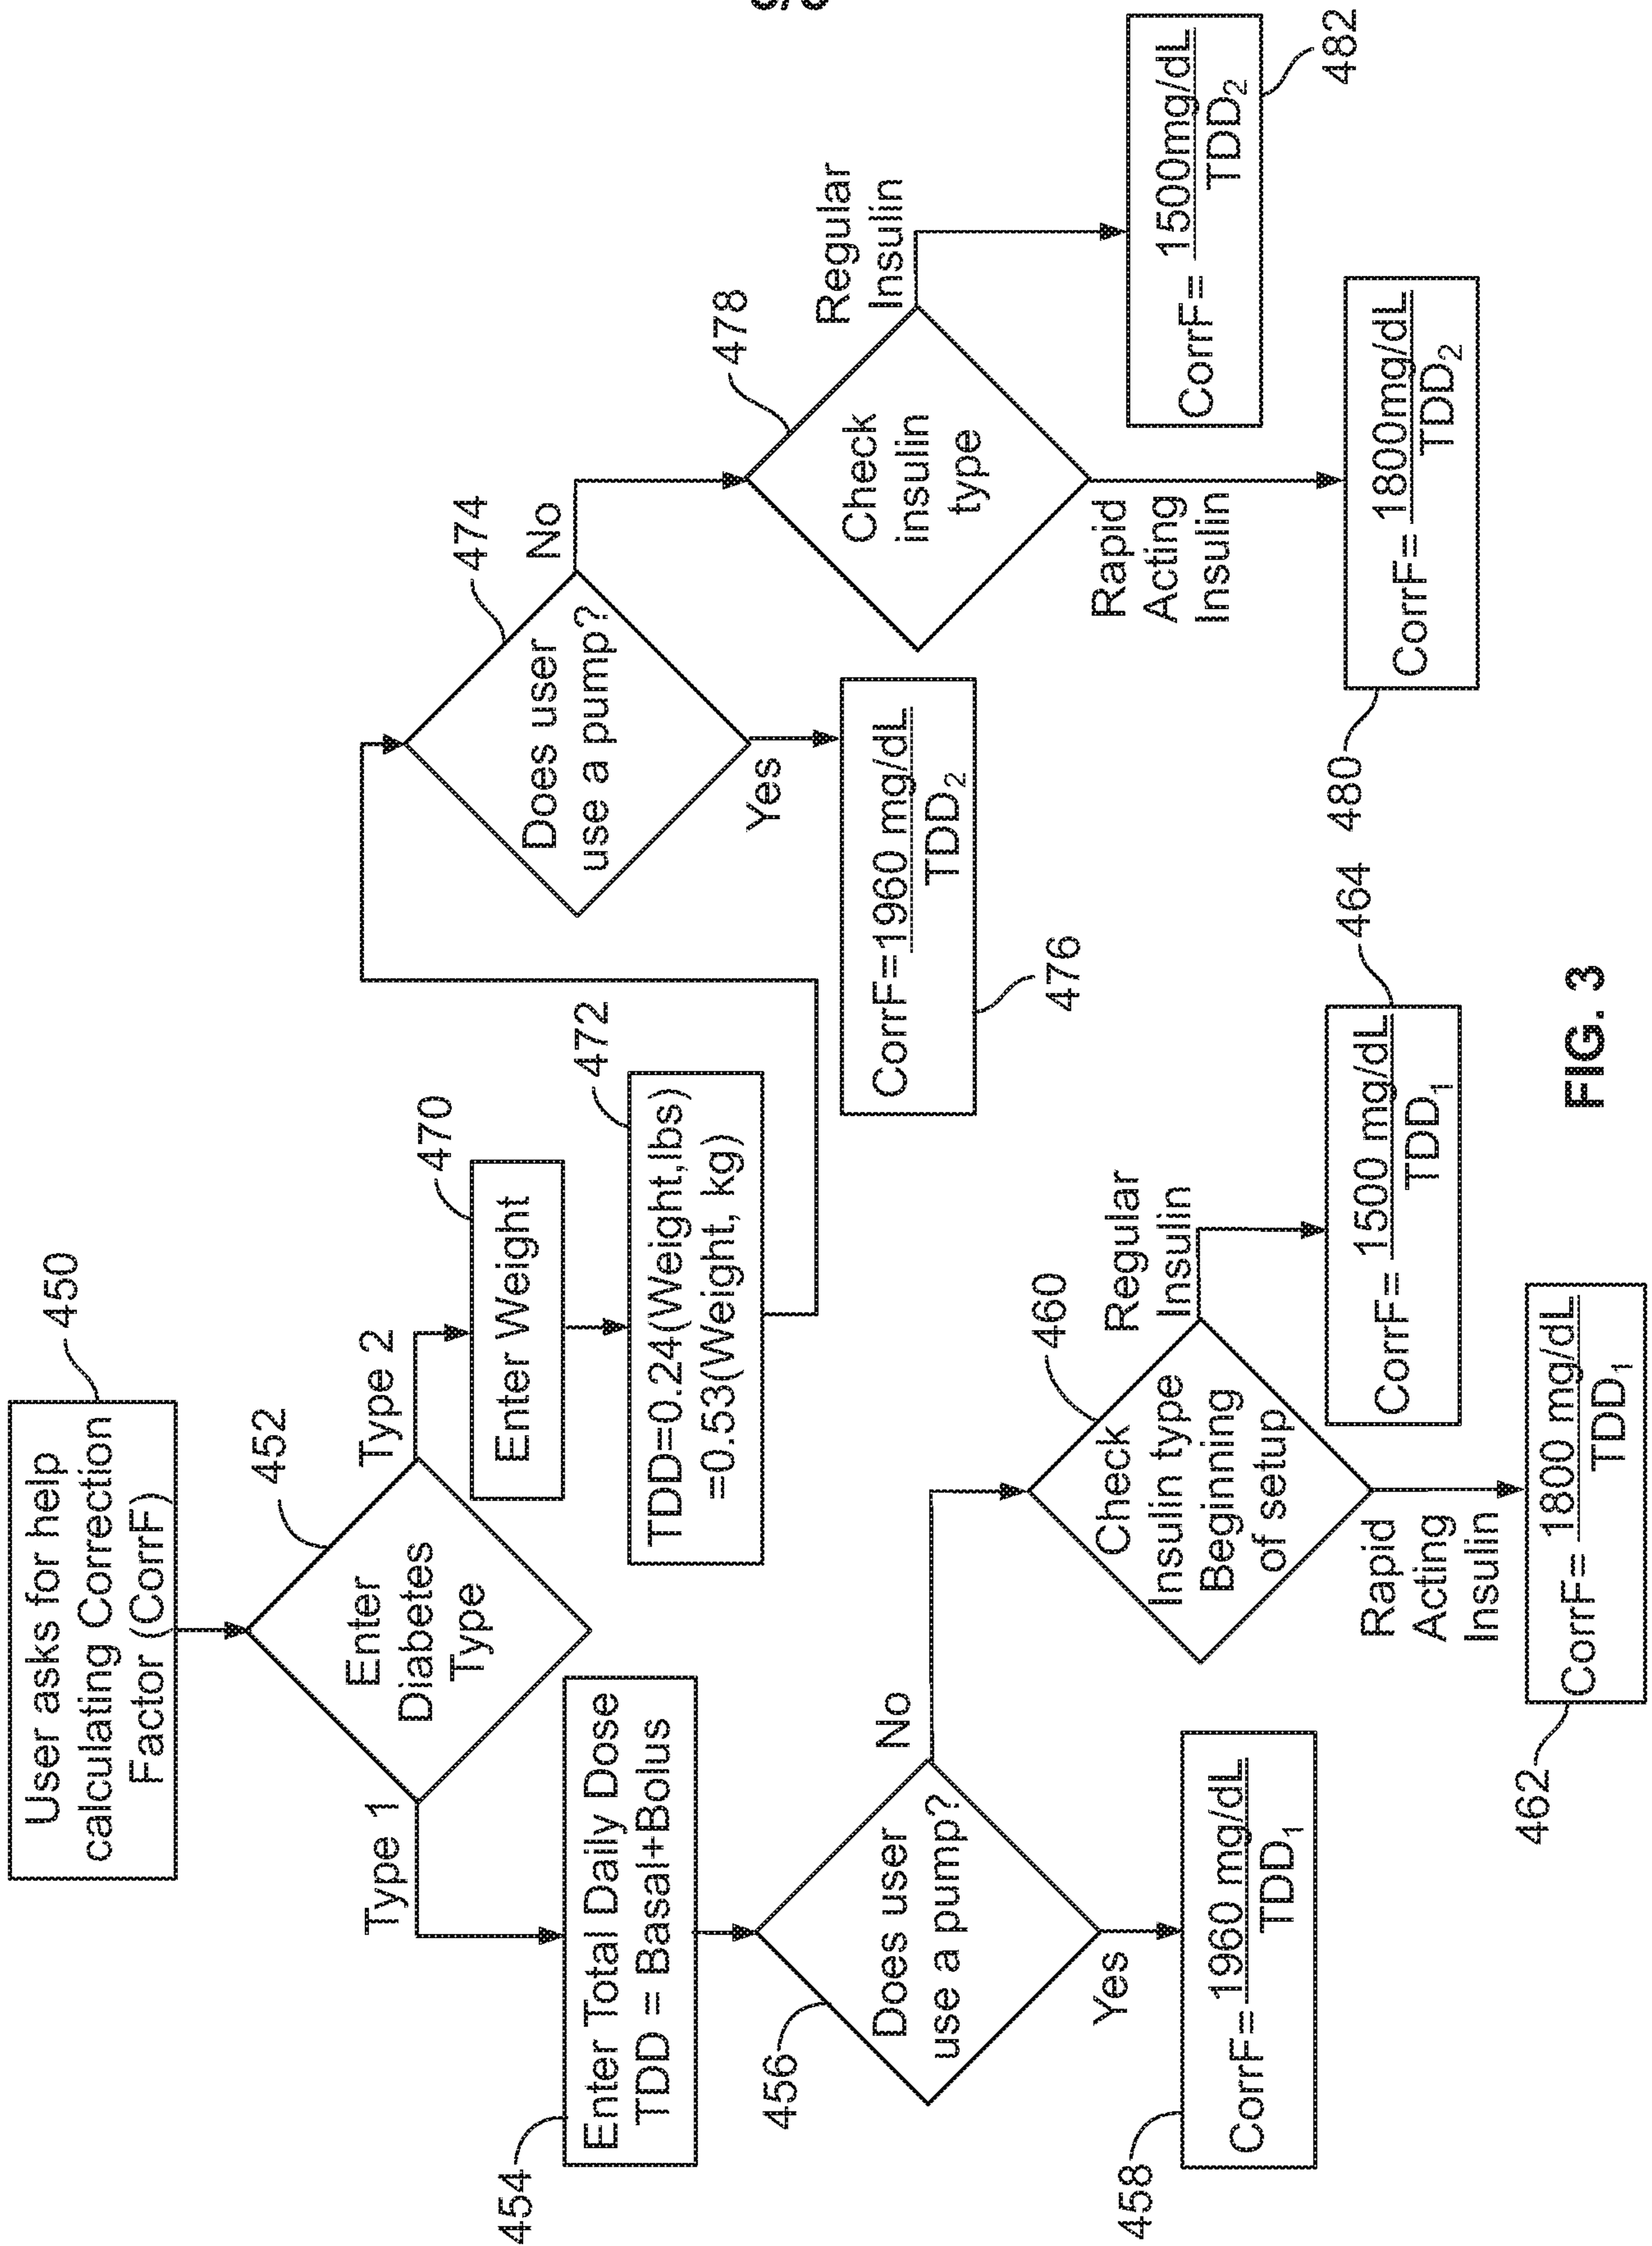 User asks for help
calculating Correction
Factor (CorrF)
450
Enter
Diabetes
Type
452
Type 1
Type 2
Enter Total Daily Dose
TDD = Basal+Bolus
454
Enter Weight
470
TDD=0.24(Weight,lbs)
=0.53(Weight, kg)
472
Does user
use a pump?
456
No
Yes
CorrF=1960 mg/dL
TDD1
458
Check
Insulin type
Beginning
of setup
460
Regular
Insulin
Rapid
Acting
Insulin
CorrF= 1800 mg/dL
TDD1
462
CorrF= 1500 mg/dL
TDD1
464
Does user
use a pump?
474
No
Yes
CorrF=1960 mg/dL
TDD2
476
Check
insulin
type
478
Regular
Insulin
Rapid
Acting
Insulin
CorrF= 1800mg/dL
TDD2
480
CorrF= 1500mg/dL
TDD2
482
FIG. 3